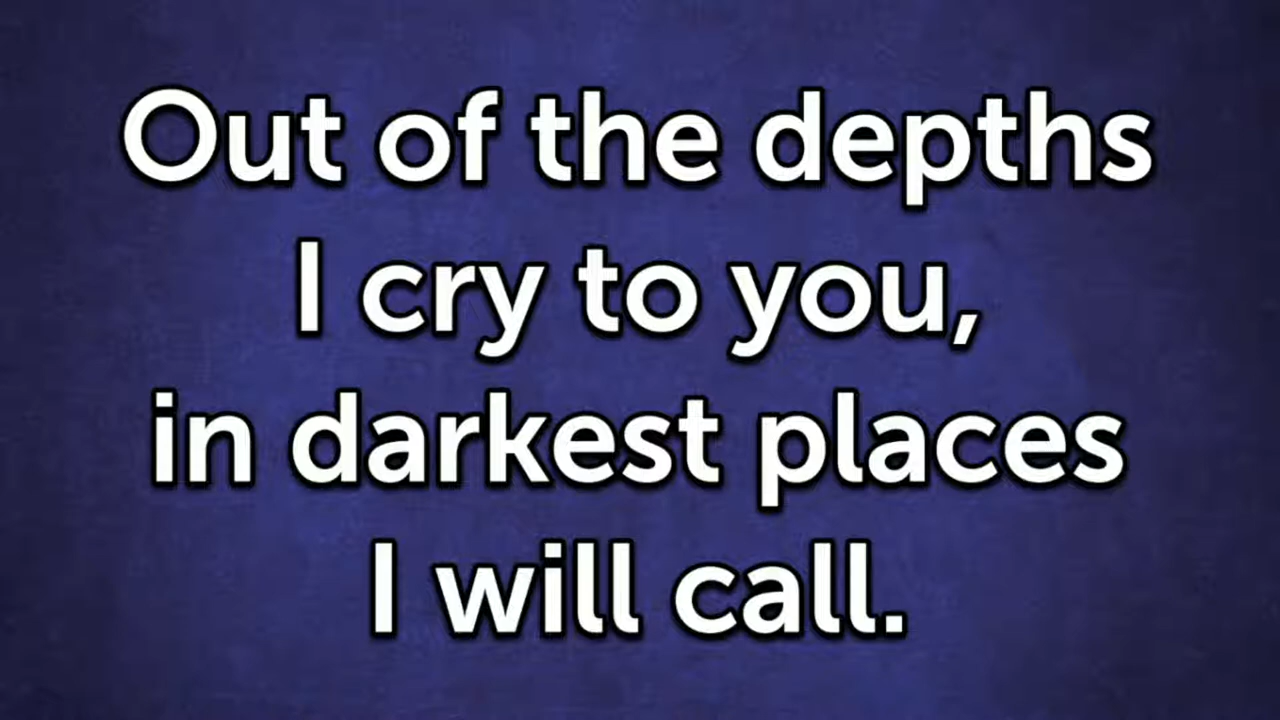 Out of the depths
I cry to you,
in darkest places
I will call.